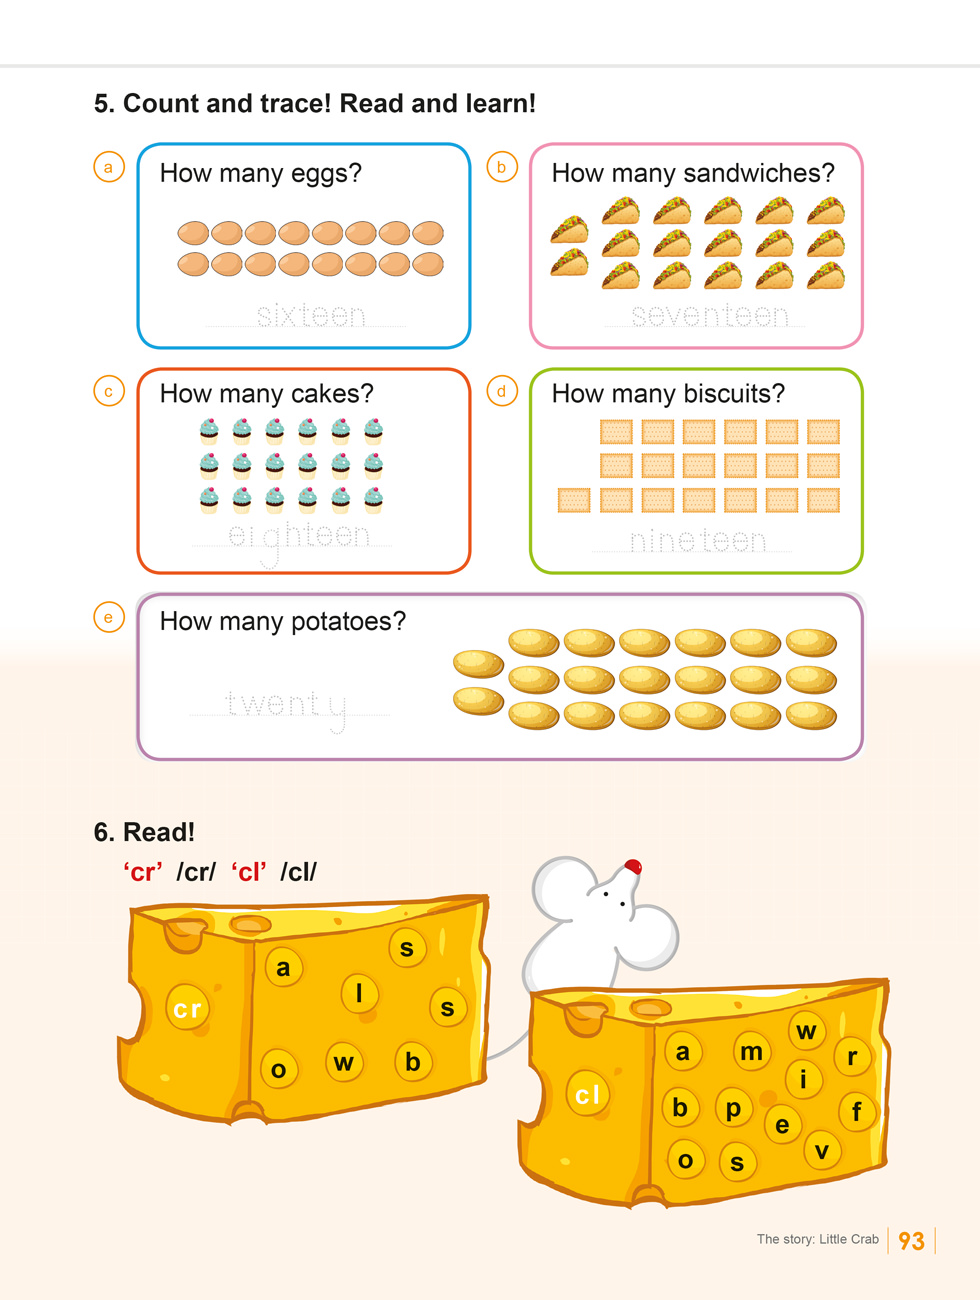 5. Count and trace! Read and learn!
a
How many eggs?
sixteen
b
How many sandwiches?
seventeen
c
How many cakes?
eighteen
d
How many biscuits?
nineteen
e
How many potatoes?
twenty
6. Read!
‘cr’ /cr/ ‘cl’ /cl/
cr
a
s
l
s
o
w
b
cl
a
m
w
r
i
b
p
e
f
o
s
v
The story: Little Crab
93